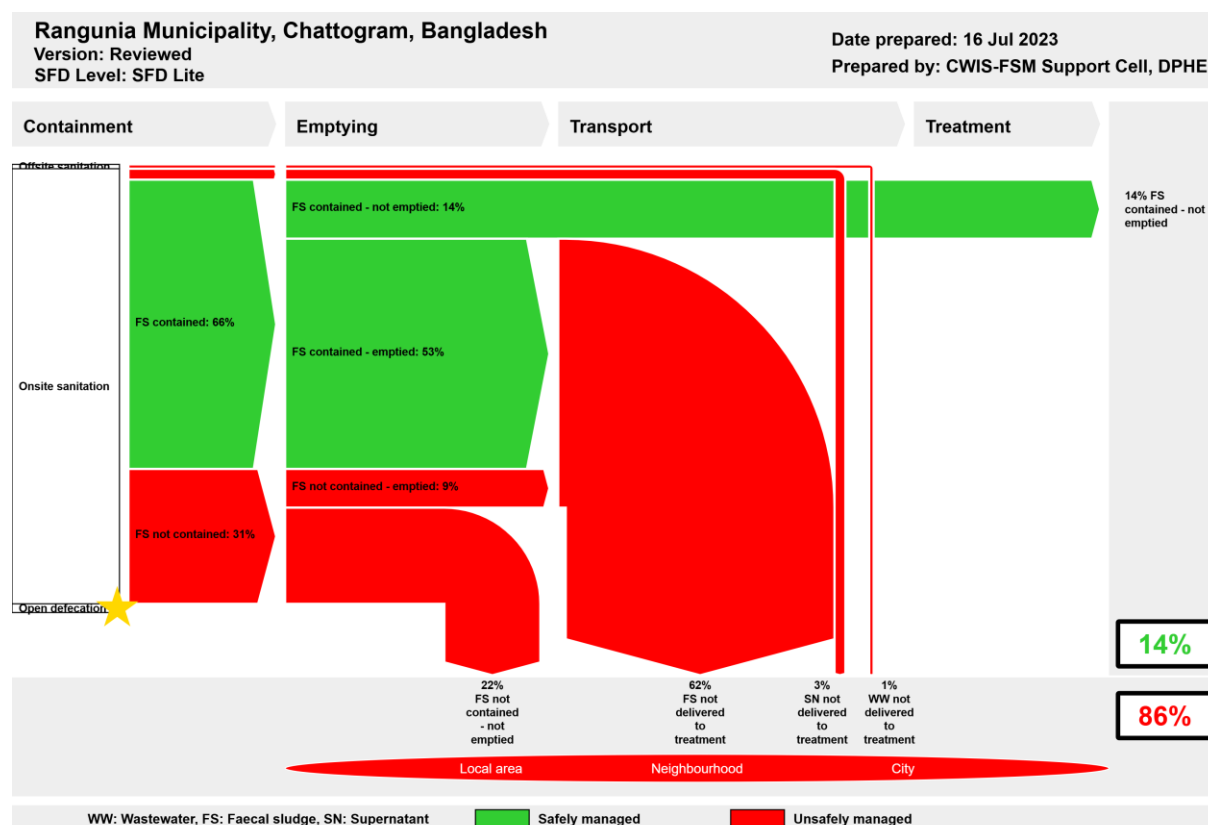 Rangunia Municipality, Chattogram, Bangladesh
Version: Reviewed
SFD Level: SFD Lite
Date prepared: 16 Jul 2023
Prepared by: CWIS-FSM Support Cell, DPHE
Containment
Emptying
Transport
Treatment
Offsite sanitation
FS contained - not emptied: 14%
14% FS
contained - not
emptied
FS contained: 66%
FS contained - emptied: 53%
Onsite sanitation
FS not contained - emptied: 9%
FS not contained: 31%
Open defecation
14%
22%
FS not
contained
- not
emptied
62%
FS not
delivered
to
treatment
3%
SN not
delivered
to
treatment
1%
WW not
delivered
to
treatment
86%
Local area
Neighbourhood
City
WW: Wastewater, FS: Faecal sludge, SN: Supernatant
Safely managed
Unsafely managed